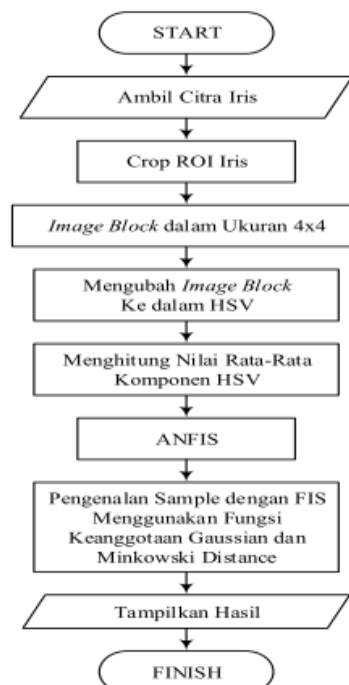 START
Ambil Citra Iris
Crop ROI Iris
Image Block dalam Ukuran 4x4
Mengubah Image Block
Ke dalam HSV
Menghitung Nilai Rata-Rata
Komponen HSV
ANFIS
Pengenalan Sample dengan FIS
Menggunakan Fungsi
Keanggotaan Gaussian dan
Minkowski Distance
Tampilkan Hasil
FINISH